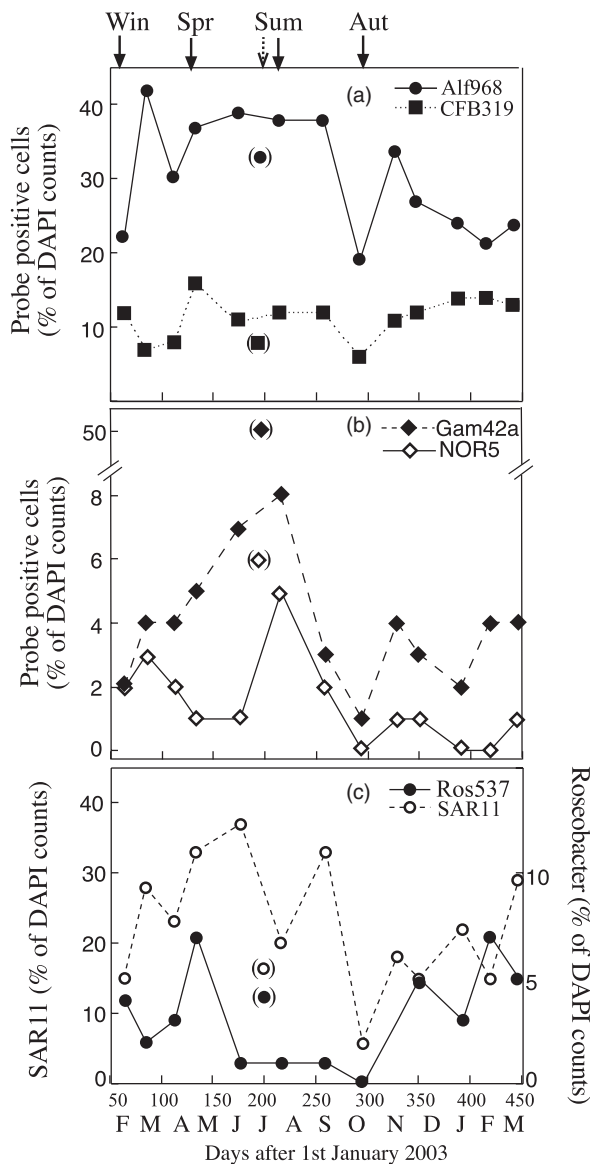 Win Spr Sum Aut
(a)
Alf968
CFB319
Probe positive cells
(% of DAPI counts)
40
30
20
10
(b)
Gam42a
NOR5
Probe positive cells
(% of DAPI counts)
50
8
6
4
2
0
(c)
Ros537
SAR11
SAR11 (% of DAPI counts)
40
30
20
10
0
Roseobacter (% of DAPI counts)
10
5
0
50 100 150 200 250 300 350 400 450
F M A M J J A S O N D J F M
Days after 1st January 2003